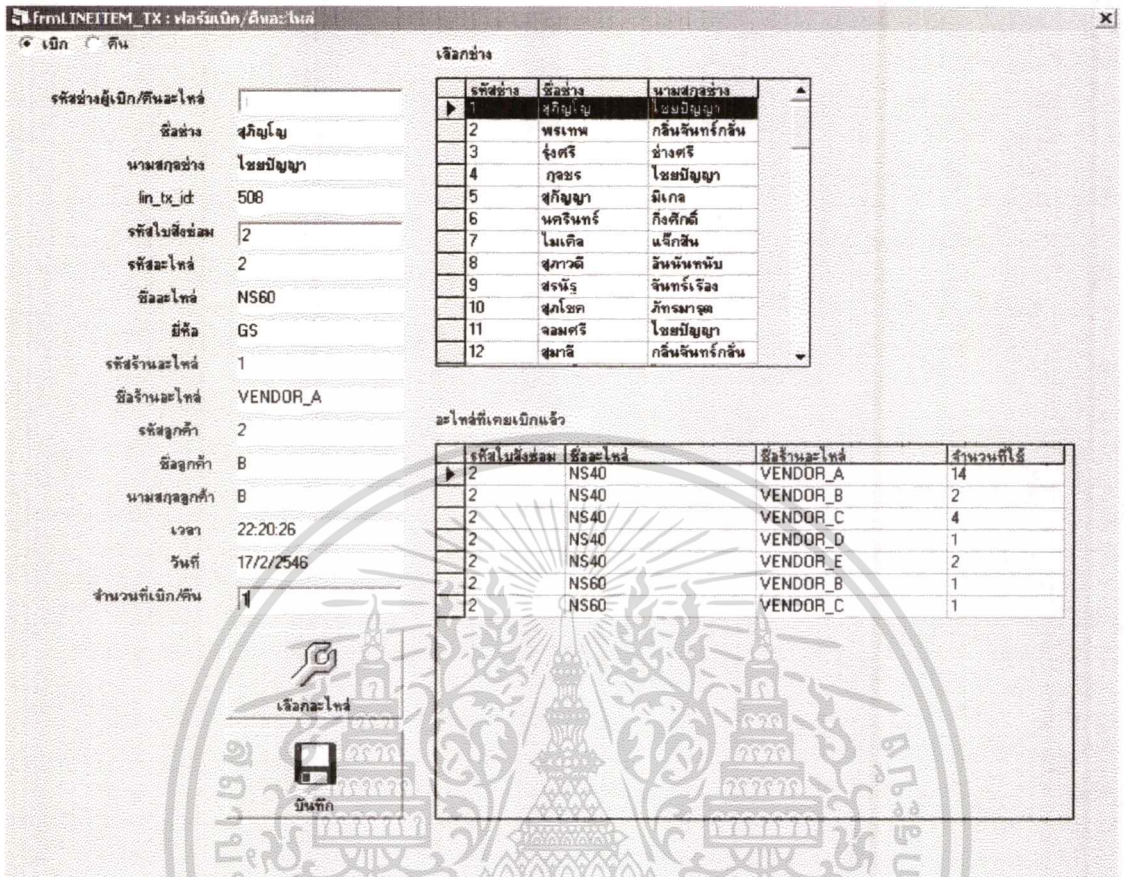 frmLINEITEM_TX : ฟอร์มเบิก/คืนอะไหล่
เบิก คืน
รหัสช่างผู้เบิก/คืนอะไหล่ 1
ชื่อช่าง สุภิญโญ
นามสกุลช่าง ไชยปัญญา
lin_tx_id: 508
รหัสใบสั่งซ่อม 2
รหัสอะไหล่ 2
ชื่ออะไหล่ NS60
ยี่ห้อ GS
รหัสร้านอะไหล่ 1
ชื่อร้านอะไหล่ VENDOR_A
รหัสลูกค้า 2
ชื่อลูกค้า B
นามสกุลลูกค้า B
เวลา 22:20:26
วันที่ 17/2/2546
จำนวนที่เบิก/คืน 1
เลือกอะไหล่
บันทึก
เลือกช่าง
รหัสช่าง ชื่อช่าง นามสกุลช่าง
1 สุภิญโญ ไชยปัญญา
2 พรเทพ กลิ่นจันทร์กลั่น
3 รุ่งศรี ช่างศรี
4 กุลชร ไชยปัญญา
5 สุกัญญา มิเกล
6 นครินทร์ กิ่งศักดิ์
7 ไมเคิล แจ๊กสัน
8 สุภาวดี
9 สรนัฐ จันทร์เรือง
10 สุภโชค ภัทรมารุต
11 จอมศรี ไชยปัญญา
12 สุมาลี กลิ่นจันทร์กลั่น
อะไหล่ที่เคยเบิกแล้ว
รหัสใบสั่งซ่อม ชื่ออะไหล่ ชื่อร้านอะไหล่ จำนวนที่ใช้
2 NS40 VENDOR_A 14
2 NS40 VENDOR_B 2
2 NS40 VENDOR_C 4
2 NS40 VENDOR_D 1
2 NS40 VENDOR_E 2
2 NS60 VENDOR_B 1
2 NS60 VENDOR_C 1